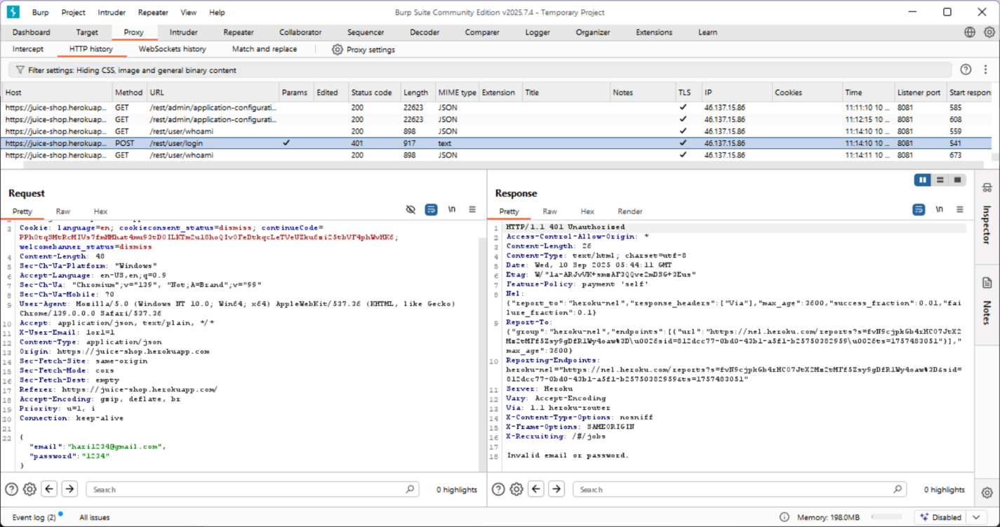 Burp Project Intruder Repeater View Help Burp Suite Community Edition v2025.7.4 - Temporary Project
Dashboard Target Proxy Intruder Repeater Collaborator Sequencer Decoder Comparer Logger Organizer Extensions Learn
Intercept HTTP history WebSockets history Match and replace Proxy settings
Filter settings: Hiding CSS, image and general binary content
Host Method URL Params Edited Status code Length MIME type Extension Title Notes TLS IP Cookies Time Listener port Start respon
https://juice-shop.herokuap... GET /rest/admin/application-configurati... 200 22623 JSON ✓ 46.137.15.86 11:11:10 10 ... 8081 585
https://juice-shop.herokuap... GET /rest/admin/application-configurati... 200 22623 JSON ✓ 46.137.15.86 11:12:15 10 ... 8081 608
https://juice-shop.herokuap... GET /rest/user/whoami 200 898 JSON ✓ 46.137.15.86 11:14:10 10 ... 8081 559
https://juice-shop.herokuap... POST /rest/user/login ✓ 401 917 text ✓ 46.137.15.86 11:14:10 10 ... 8081 541
https://juice-shop.herokuap... GET /rest/user/whoami 200 898 JSON ✓ 46.137.15.86 11:14:11 10 ... 8081 673
Request
Pretty Raw Hex
\n
3 Cookie: language=en; cookieconsent_status=dismiss; continueCode=
welcomebanner_status=dismiss
4 Content-Length: 48
5 Sec-Ch-Ua-Platform: "Windows"
6 Accept-Language: en-US,en;q=0.9
7 Sec-Ch-Ua: "Chromium";v="139", "Not;A=Brand";v="99"
8 Sec-Ch-Ua-Mobile: ?0
9 User-Agent: Mozilla/5.0 (Windows NT 10.0; Win64; x64) AppleWebKit/537.36 (KHTML, like Gecko)
Chrome/139.0.0.0 Safari/537.36
10 Accept: application/json, text/plain, */*
11 X-User-Email: 1or1=1
12 Content-Type: application/json
13 Origin: https://juice-shop.herokuapp.com
14 Sec-Fetch-Site: same-origin
15 Sec-Fetch-Mode: cors
16 Sec-Fetch-Dest: empty
17 Referer: https://juice-shop.herokuapp.com/
18 Accept-Encoding: gzip, deflate, br
19 Priority: u=1, i
20 Connection: keep-alive
21
22 {
"email":"hari1234@gmail.com",
"password":"1234"
}
Search 0 highlights
Response
Pretty Raw Hex Render
\n
1 HTTP/1.1 401 Unauthorized
2 Access-Control-Allow-Origin: *
3 Content-Length: 26
4 Content-Type: text/html; charset=utf-8
5 Date: Wed, 10 Sep 2025 05:44:11 GMT
6 Etag:
7 Feature-Policy: payment 'self'
8 Nel:
{"report_to":"heroku-nel","response_headers":["Via"],"max_age":3600,"success_fraction":0.01,"fai
lure_fraction":0.1}
9 Report-To:
{"group":"heroku-nel","endpoints":[{"url":"https://nel.heroku.com/reports?s=
max_age":3600}
10 Reporting-Endpoints:
heroku-nel="https://nel.heroku.com/reports?s=
812dcc77-0bd0-43b1-a5f1-b25750382959&ts=1757483051"
11 Server: Heroku
12 Vary: Accept-Encoding
13 Via: 1.1 heroku-router
14 X-Content-Type-Options: nosniff
15 X-Frame-Options: SAMEORIGIN
16 X-Recruiting: /#/jobs
17
18 Invalid email or password.
Search 0 highlights
Inspector
Notes
Event log (2) All issues Memory: 198.0MB Disabled